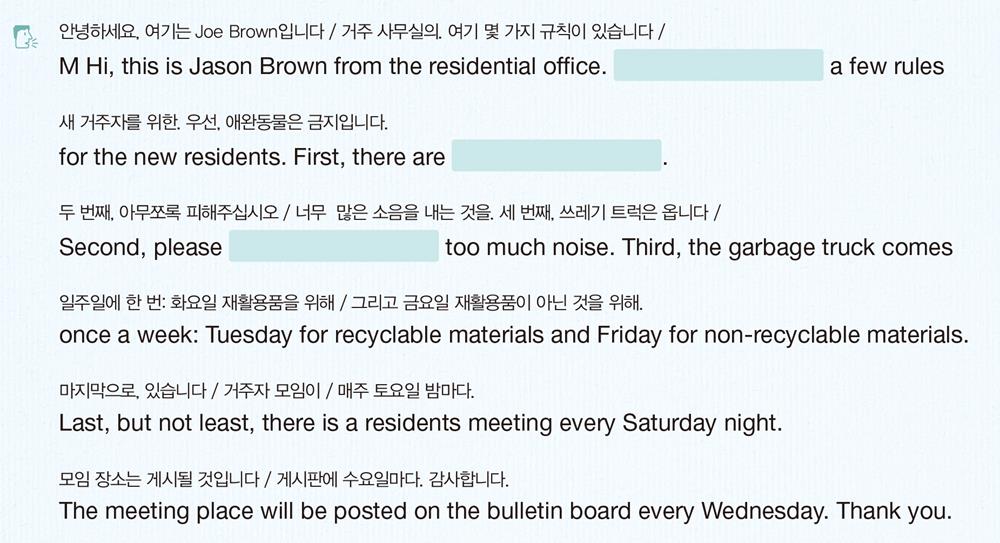 안녕하세요, 여기는 Joe Brown입니다 / 거주 사무실의. 여기 몇 가지 규칙이 있습니다 /
M Hi, this is Jason Brown from the residential office. a few rules
새 거주자를 위한. 우선, 애완동물은 금지입니다.
for the new residents. First, there are .
두 번째, 아무쪼록 피해주십시오 / 너무 많은 소음을 내는 것을. 세 번째, 쓰레기 트럭은 옵니다 /
Second, please too much noise. Third, the garbage truck comes
일주일에 한 번: 화요일 재활용품을 위해 / 그리고 금요일 재활용품이 아닌 것을 위해.
once a week: Tuesday for recyclable materials and Friday for non-recyclable materials.
마지막으로, 있습니다 / 거주자 모임이 / 매주 토요일 밤마다.
Last, but not least, there is a residents meeting every Saturday night.
모임 장소는 게시될 것입니다 / 게시판에 수요일마다. 감사합니다.
The meeting place will be posted on the bulletin board every Wednesday. Thank you.